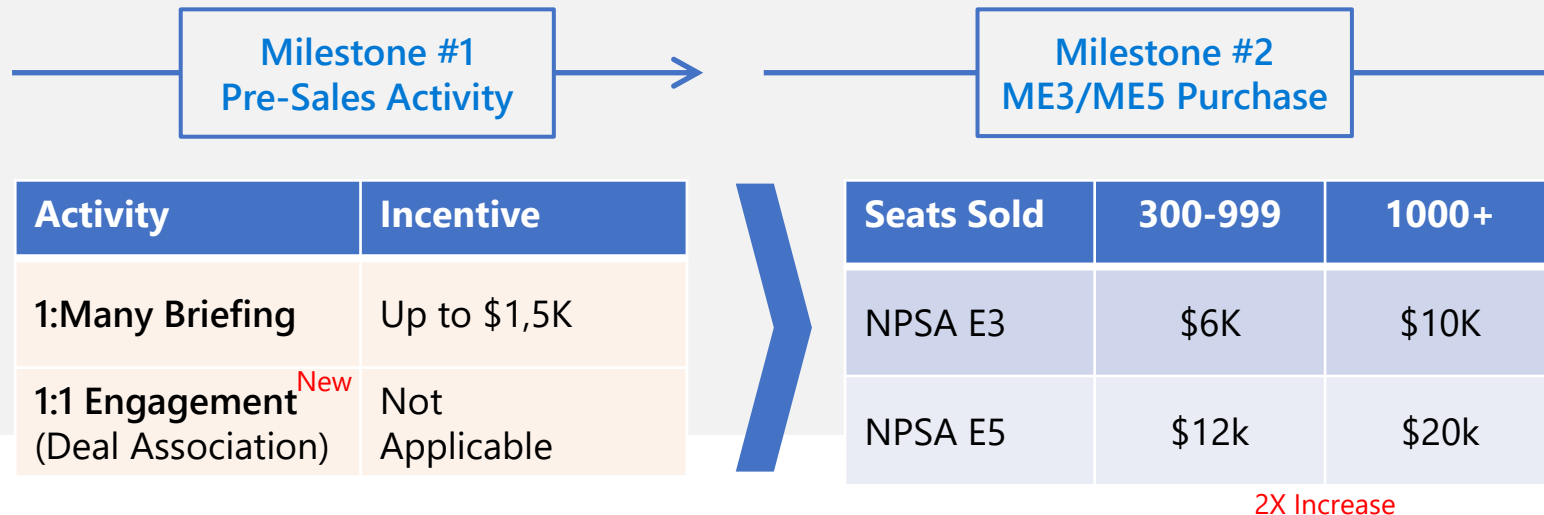 Milestone #1
Pre-Sales Activity
Milestone #2
ME3/ME5 Purchase
Activity Incentive
1:Many Briefing Up to $1,5K
1:1 Engagement New Not
(Deal Association) Applicable
Seats Sold 300-999 1000+
NPSA E3 $6K $10K
NPSA E5 $12k $20k
2X Increase